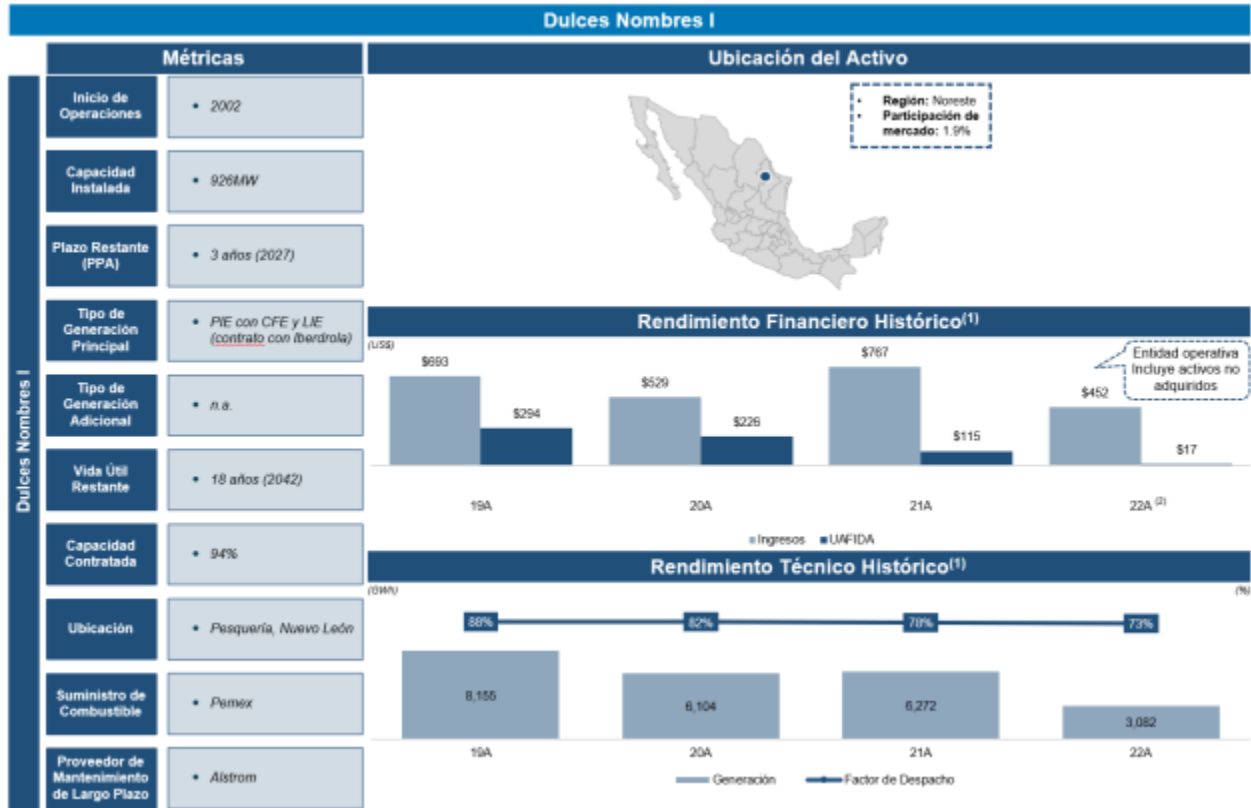 Dulces Nombres I
Métricas
Ubicación del Activo
Dulces Nombres I
Inicio de
Operaciones
• 2002
Capacidad
Instalada
• 926MW
Plazo Restante
(PPA)
• 3 años (2027)
Tipo de
Generación
Principal
• PIE con CFE y LIE
(contrato con Iberdrola)
Tipo de
Generación
Adicional
• n.a.
Vida Útil
Restante
• 18 años (2042)
Capacidad
Contratada
• 94%
Ubicación
• Pesquería, Nuevo León
Suministro de
Combustible
• Pemex
Proveedor de
Mantenimiento
de Largo Plazo
• Alstrom
• Región: Noreste
• Participación de
mercado: 1.9%
Rendimiento Financiero Histórico(1)
(US$)
Entidad operativa
Incluye activos no
adquiridos
$693
$294
$529
$226
$767
$115
$452
$17
19A
20A
21A
22A (2)
Ingresos
UAFIDA
Rendimiento Técnico Histórico(1)
(GWh)
(%)
88%
82%
78%
73%
8,155
6,104
6,272
3,082
19A
20A
21A
22A
Generación
Factor de Despacho